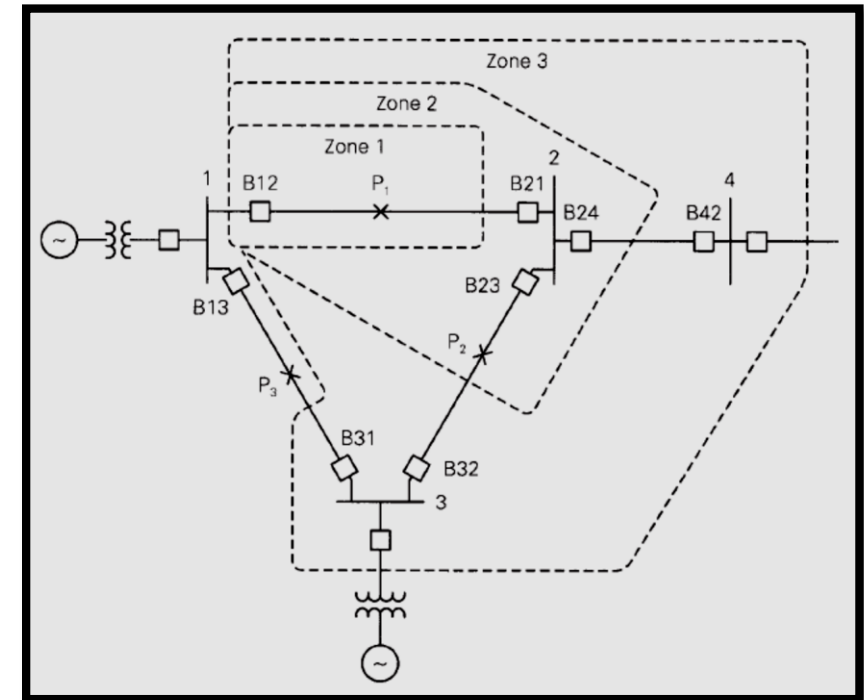 Zone 3
Zone 2
Zone 1
1
B12
P₁
B21
2
B24
B42
4
~
B13
B23
P₂
P₃
B31
B32
3
~